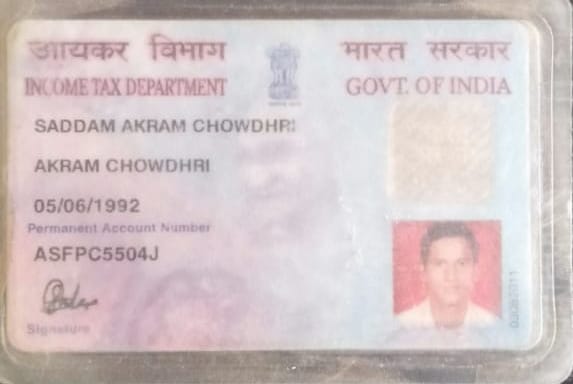 आयकर विभाग
भारत सरकार
INCOME TAX DEPARTMENT
GOVT. OF INDIA
SADDAM AKRAM CHOWDHRI
AKRAM CHOWDHRI
05/06/1992
Permanent Account Number
ASFPC5504J
Signature